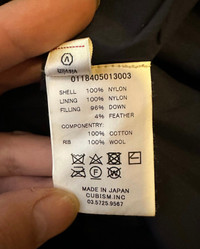 0118405013003
SHELL 100% NYLON
LINING 100% NYLON
FILLING 96% DOWN
4% FEATHER
COMPONENTRY:
100% COTTON
RIB 100% WOOL
MADE IN JAPAN
CUBISM.INC
03.5725.9567